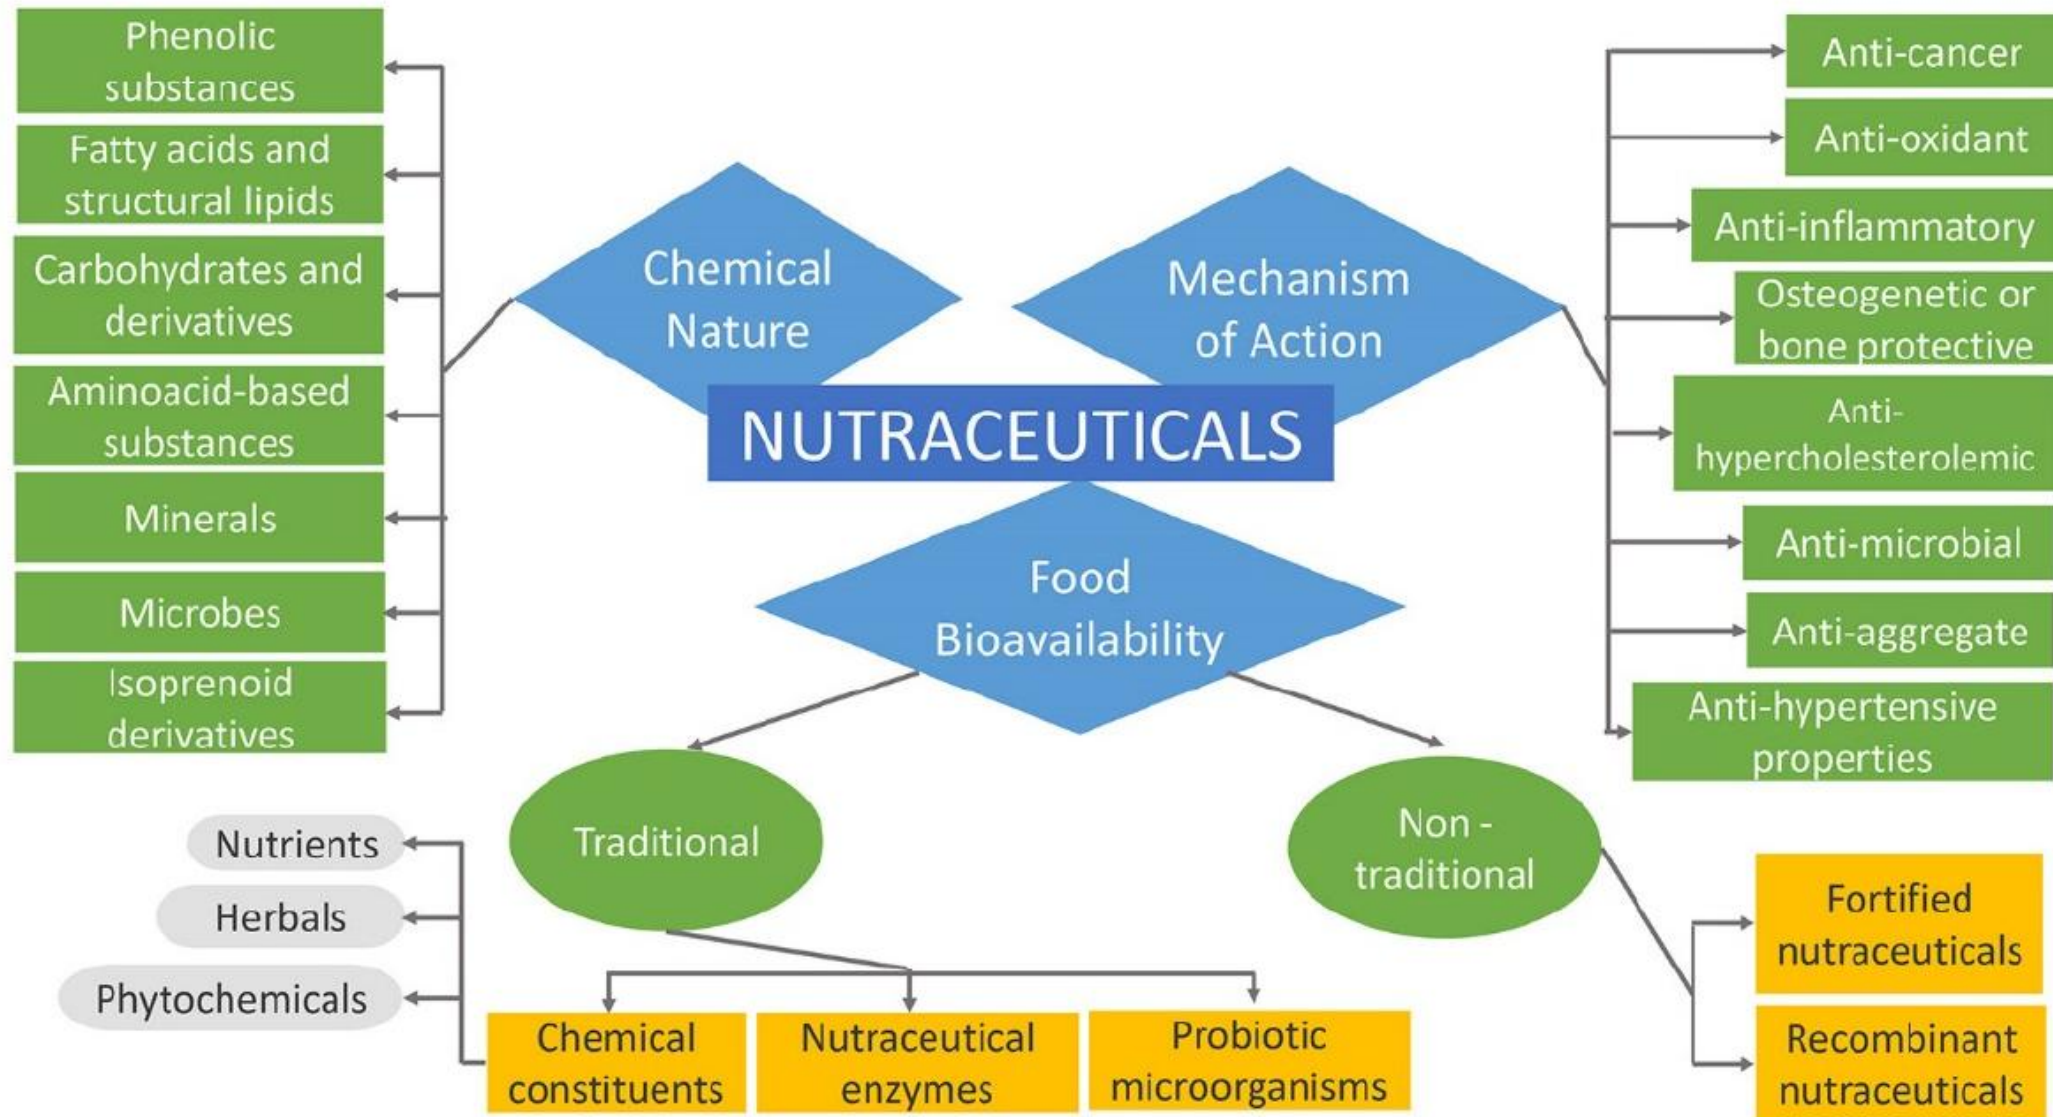 Phenolic
substances
Fatty acids and
structural lipids
Carbohydrates and
derivatives
Aminoacid-based
substances
Minerals
Microbes
Isoprenoid
derivatives
Chemical
Nature
Mechanism
of Action
NUTRACEUTICALS
Food
Bioavailability
Anti-cancer
Anti-oxidant
Anti-inflammatory
Osteogenetic or
bone protective
Anti-
hypercholesterolemic
Anti-microbial
Anti-aggregate
Anti-hypertensive
properties
Traditional
Non -
traditional
Nutrients
Herbals
Phytochemicals
Chemical
constituents
Nutraceutical
enzymes
Probiotic
microorganisms
Fortified
nutraceuticals
Recombinant
nutraceuticals